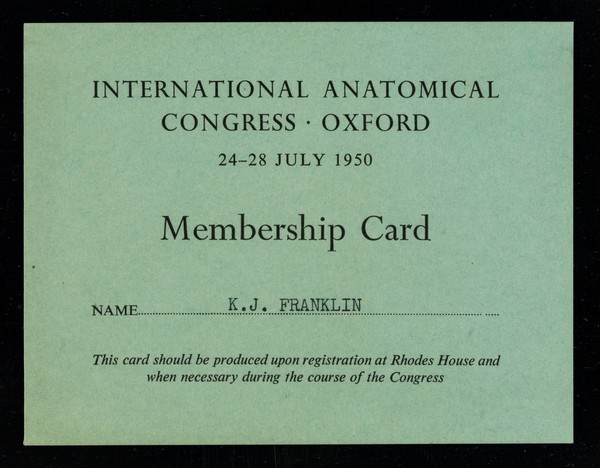 INTERNATIONAL ANATOMICAL
CONGRESS · OXFORD
24–28 JULY 1950
Membership Card
NAME K.J. FRANKLIN
This card should be produced upon registration at Rhodes House and
when necessary during the course of the Congress